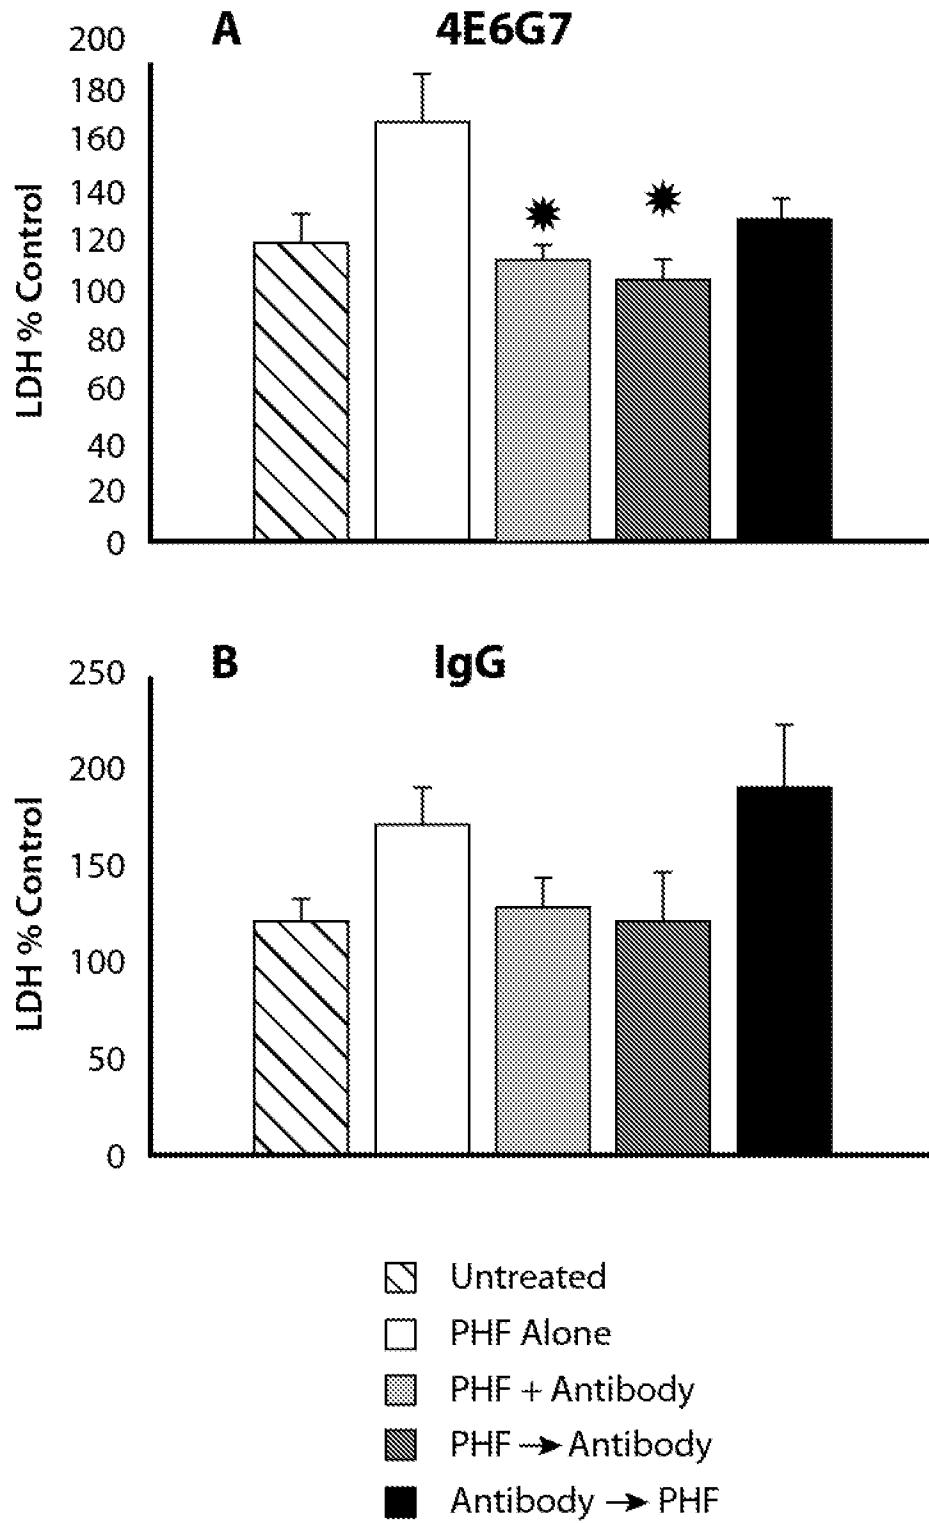 A 4E6G7
200
180
160
140
120
100
80
60
40
20
0
LDH % Control
B IgG
250
200
150
100
50
0
LDH % Control
Untreated
PHF Alone
PHF + Antibody
PHF → Antibody
Antibody → PHF